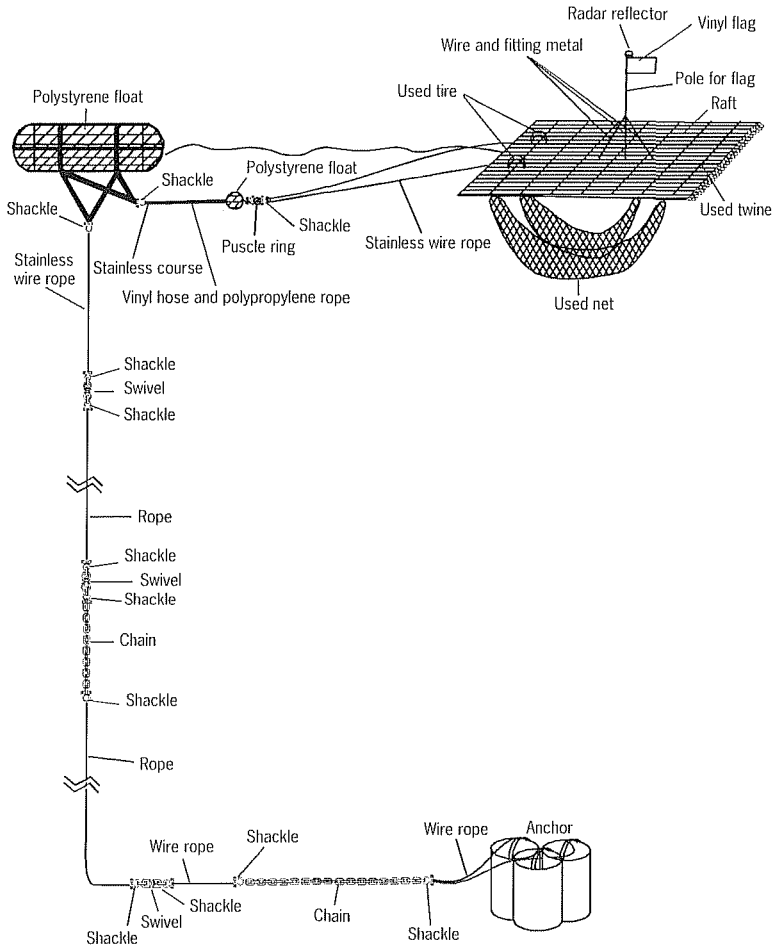 Radar reflector
Vinyl flag
Wire and fitting metal
Pole for flag
Used tire
Raft
Polystyrene float
Polystyrene float
Shackle
Shackle
Shackle
Used twine
Puscle ring
Stainless wire rope
Stainless
wire rope
Stainless course
Vinyl hose and polypropylene rope
Used net
Shackle
Swivel
Shackle
Rope
Shackle
Swivel
Shackle
Chain
Shackle
Rope
Wire rope
Anchor
Shackle
Wire rope
Shackle
Swivel
Shackle
Chain
Shackle